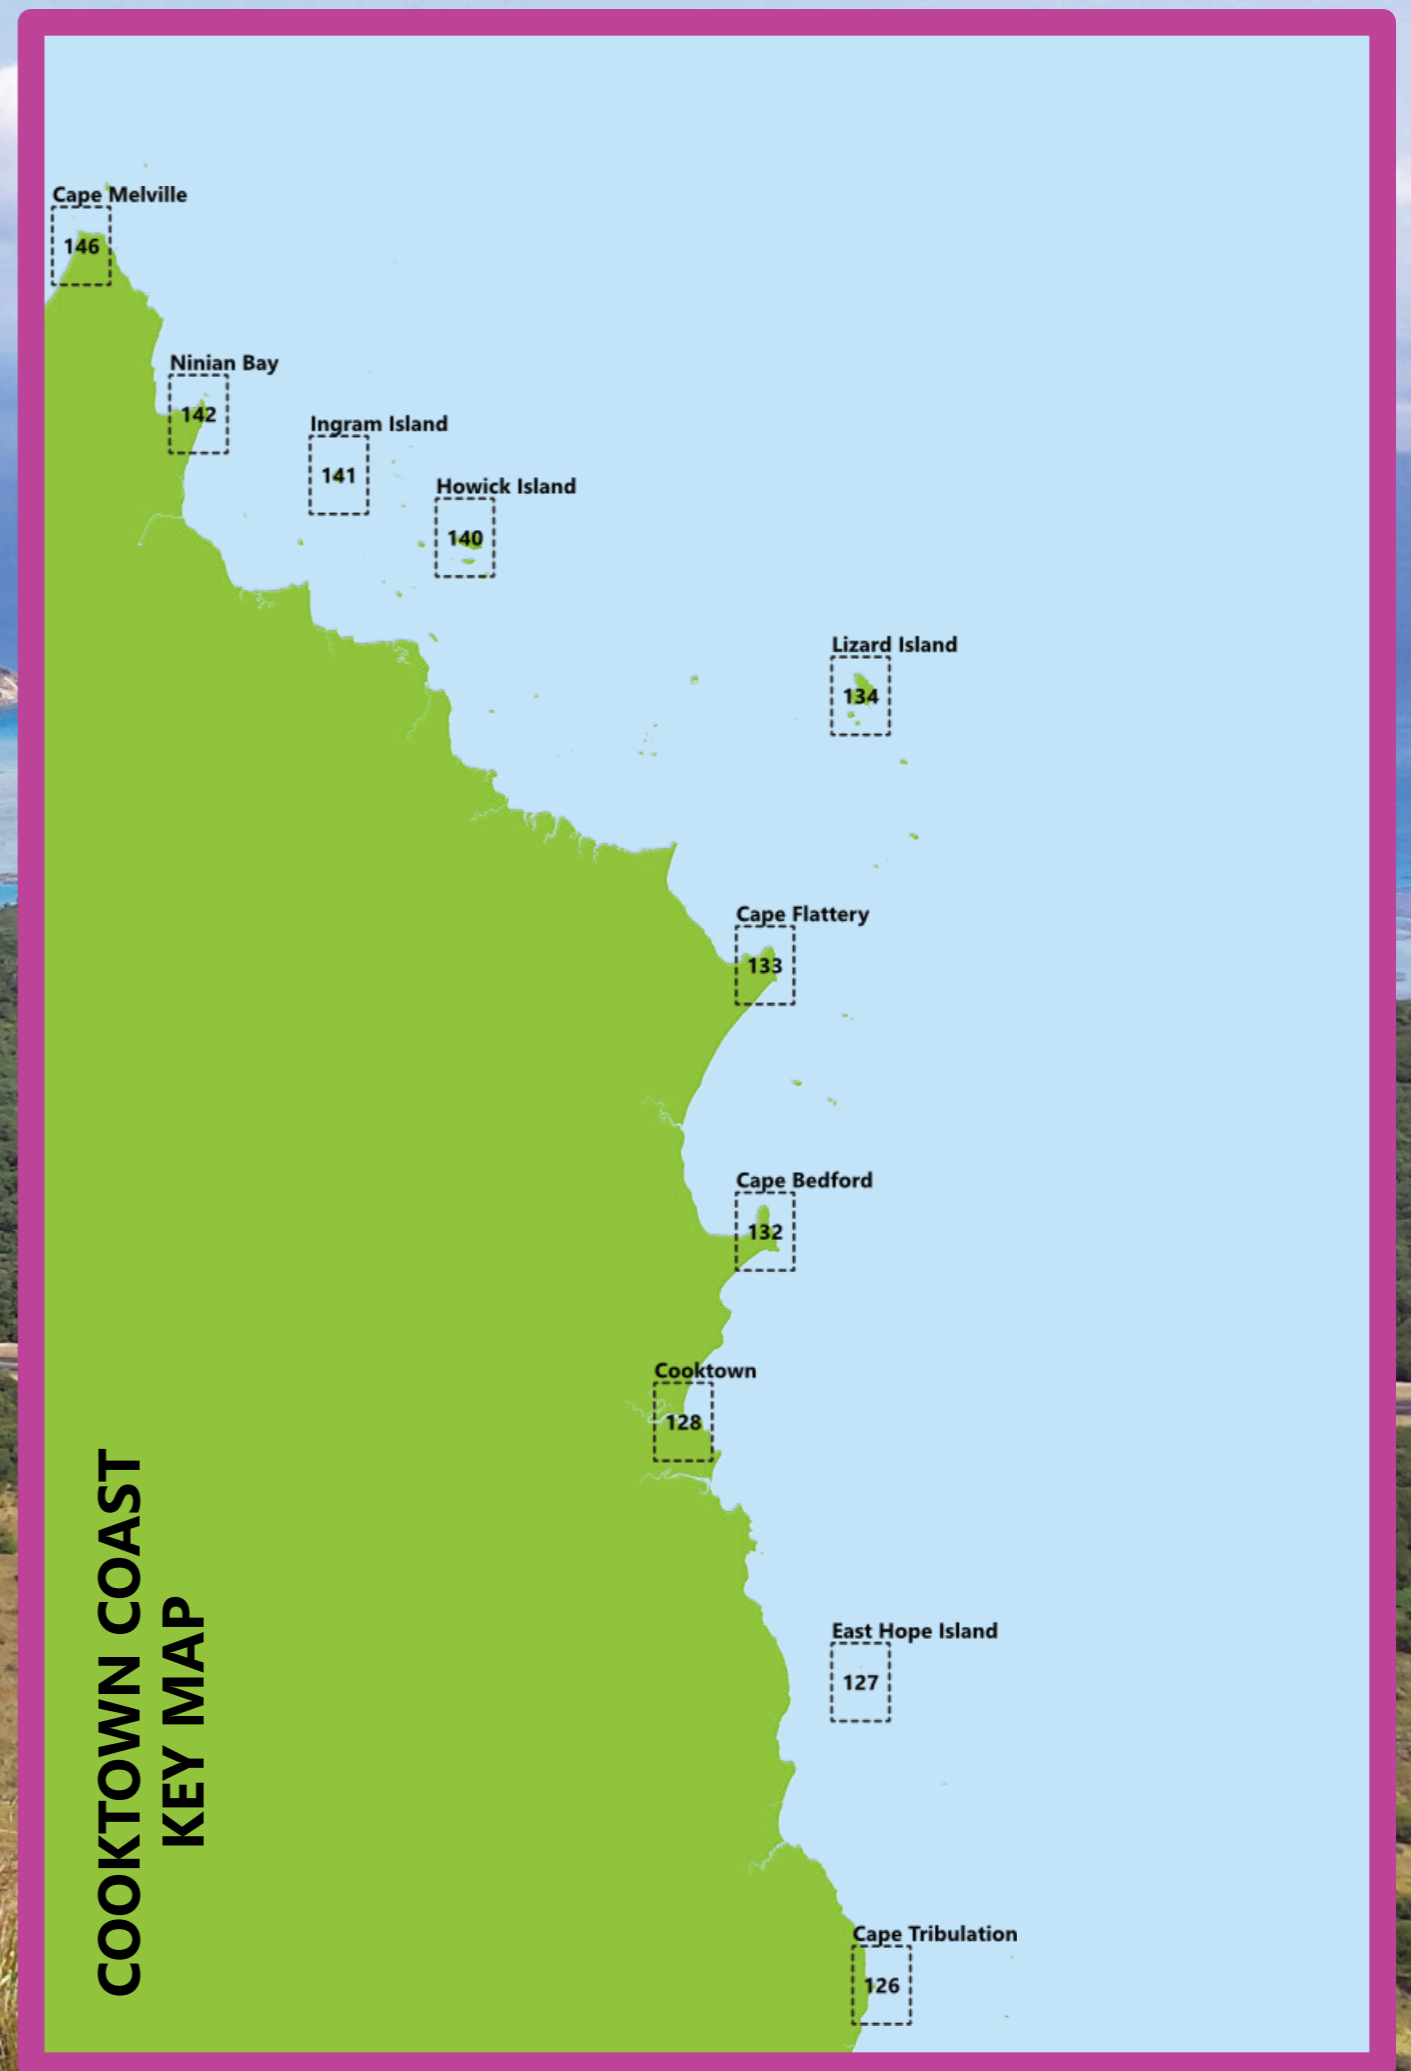 Cape Melville
146
Ninian Bay
142
Ingram Island
141
Howick Island
140
Lizard Island
134
Cape Flattery
133
Cape Bedford
132
Cooktown
128
East Hope Island
127
Cape Tribulation
126
COOKTOWN COAST
KEY MAP